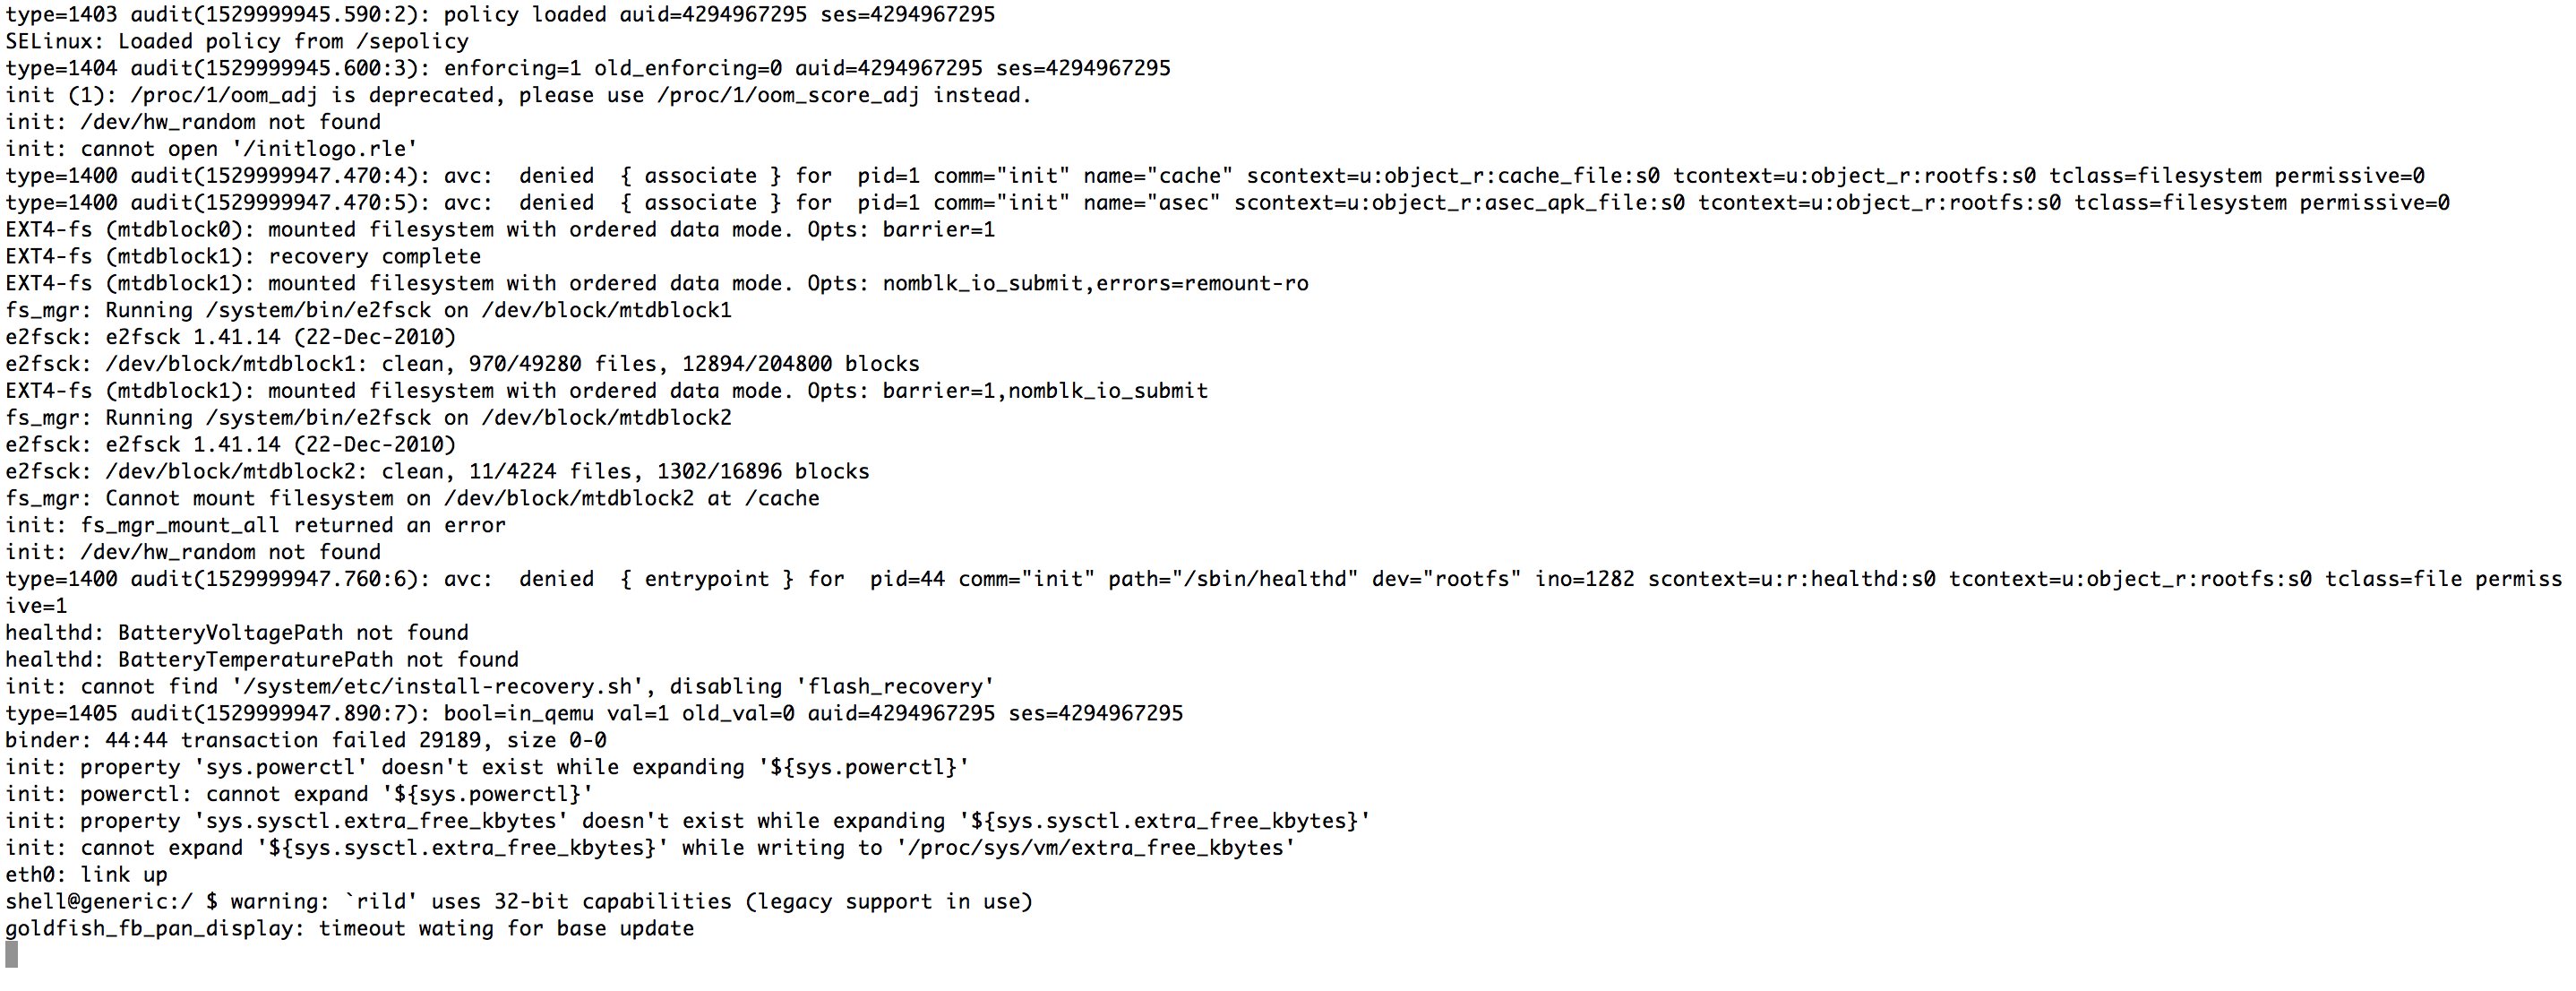 type=1403 audit(1529999945.590:2): policy loaded auid=4294967295 ses=4294967295
SELinux: Loaded policy from /sepolicy
type=1404 audit(1529999945.600:3): enforcing=1 old_enforcing=0 auid=4294967295 ses=4294967295
init (1): /proc/1/oom_adj is deprecated, please use /proc/1/oom_score_adj instead.
init: /dev/hw_random not found
init: cannot open '/initlogo.rle'
type=1400 audit(1529999947.470:4): avc:  denied  { associate } for  pid=1 comm="init" name="cache" scontext=u:object_r:cache_file:s0 tcontext=u:object_r:rootfs:s0 tclass=filesystem permissive=0
type=1400 audit(1529999947.470:5): avc:  denied  { associate } for  pid=1 comm="init" name="asec" scontext=u:object_r:asec_apk_file:s0 tcontext=u:object_r:rootfs:s0 tclass=filesystem permissive=0
EXT4-fs (mtdblock0): mounted filesystem with ordered data mode. Opts: barrier=1
EXT4-fs (mtdblock1): recovery complete
EXT4-fs (mtdblock1): mounted filesystem with ordered data mode. Opts: nomblk_io_submit,errors=remount-ro
fs_mgr: Running /system/bin/e2fsck on /dev/block/mtdblock1
e2fsck: e2fsck 1.41.14 (22-Dec-2010)
e2fsck: /dev/block/mtdblock1: clean, 970/49280 files, 12894/204800 blocks
EXT4-fs (mtdblock1): mounted filesystem with ordered data mode. Opts: barrier=1,nomblk_io_submit
fs_mgr: Running /system/bin/e2fsck on /dev/block/mtdblock2
e2fsck: e2fsck 1.41.14 (22-Dec-2010)
e2fsck: /dev/block/mtdblock2: clean, 11/4224 files, 1302/16896 blocks
fs_mgr: Cannot mount filesystem on /dev/block/mtdblock2 at /cache
init: fs_mgr_mount_all returned an error
init: /dev/hw_random not found
type=1400 audit(1529999947.760:6): avc:  denied  { entrypoint } for  pid=44 comm="init" path="/sbin/healthd" dev="rootfs" ino=1282 scontext=u:r:healthd:s0 tcontext=u:object_r:rootfs:s0 tclass=file permiss
ive=1
healthd: BatteryVoltagePath not found
healthd: BatteryTemperaturePath not found
init: cannot find '/system/etc/install-recovery.sh', disabling 'flash_recovery'
type=1405 audit(1529999947.890:7): bool=in_qemu val=1 old_val=0 auid=4294967295 ses=4294967295
binder: 44:44 transaction failed 29189, size 0-0
init: property 'sys.powerctl' doesn't exist while expanding '${sys.powerctl}'
init: powerctl: cannot expand '${sys.powerctl}'
init: property 'sys.sysctl.extra_free_kbytes' doesn't exist while expanding '${sys.sysctl.extra_free_kbytes}'
init: cannot expand '${sys.sysctl.extra_free_kbytes}' while writing to '/proc/sys/vm/extra_free_kbytes'
eth0: link up
shell@generic:/ $ warning: `rild' uses 32-bit capabilities (legacy support in use)
goldfish_fb_pan_display: timeout wating for base update